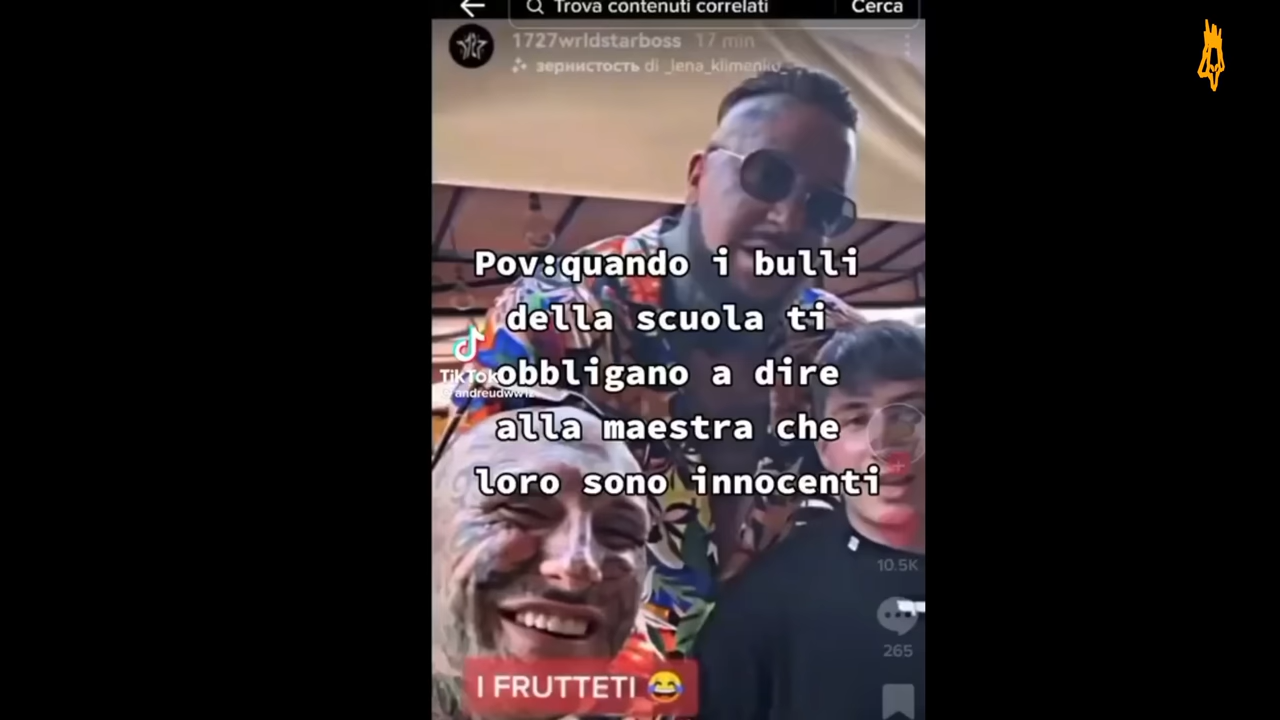 Trova contenuti correlati Cerca
1727wrldstarboss 17 min
зернистость di _lena_klimenko_
Pov:quando i bulli
della scuola ti
obbligano a dire
alla maestra che
loro sono innocenti
TikTok
10.5K
265
I FRUTTETI 😂